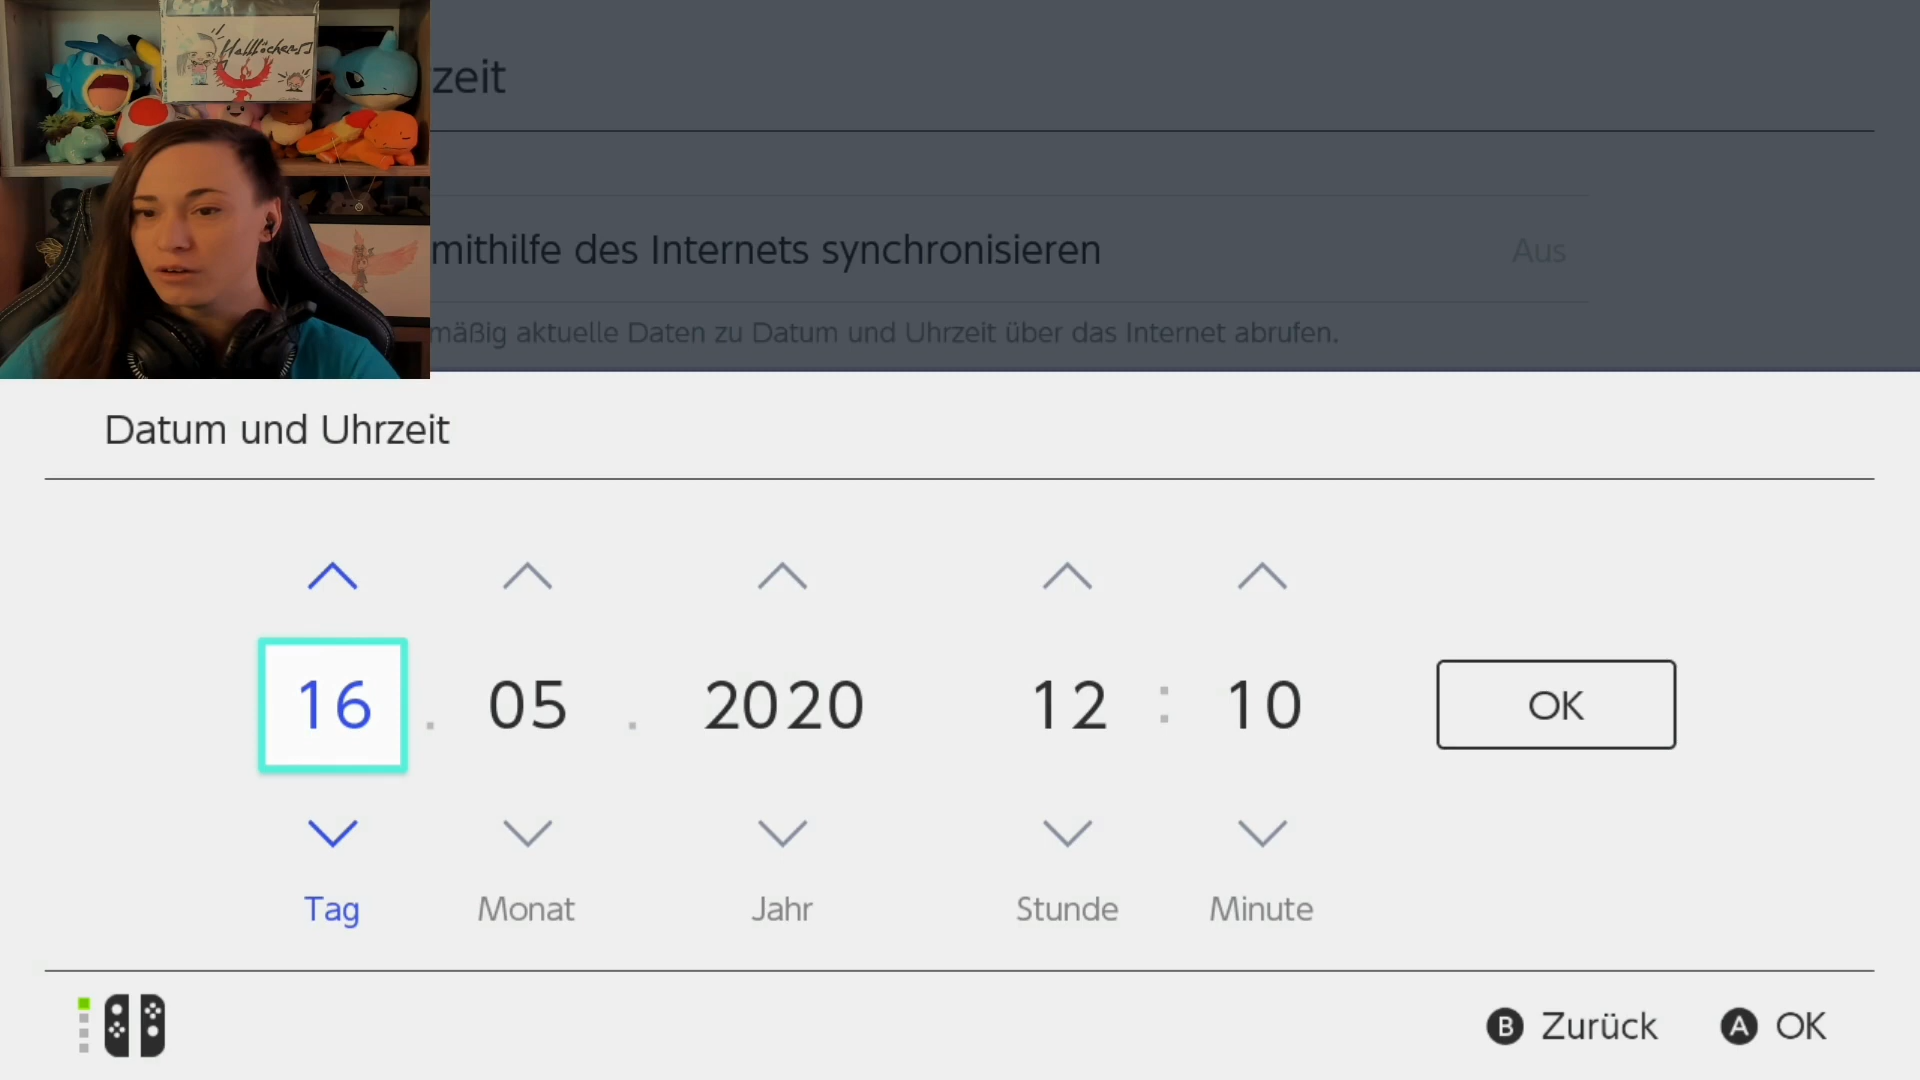 Hallöchen
zeit
mithilfe des Internets synchronisieren
Aus
mäßig aktuelle Daten zu Datum und Uhrzeit über das Internet abrufen.
Datum und Uhrzeit
16 . 05 . 2020 12 : 10 OK
Tag Monat Jahr Stunde Minute
B Zurück A OK